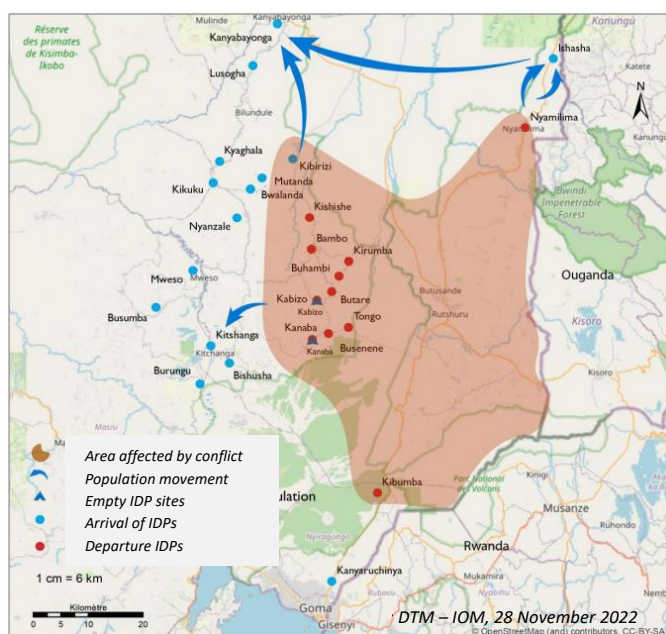 Kanyabayonga
Mulinde
Kanungu
Réserve
des primates
de Kisimba-
Ikobo
Kanyabayonga
Ishasha
Katete
Lusogha
N
Bilundule
Nyamilima
Kyaghala
Kibirizi
Mutanda
Kikuku
Bwalanda
Bwindi
Impenetrable
Forest
Kishishe
Nyanzale
Bambo
Kirumba
Buhambi
Mweso
Mweso
Ouganda
Kabizo
Kabizo
Butare
Butusande
Busumba
Rutshuru
Kisoro
Kanaba
Tongo
Kitshanga
Kitchanga
Kanaba
Busenene
Kisoro
Burungu
Bishusha
Masisi
Area affected by conflict
Population movement
Empty IDP sites
Arrival of IDPs
Departure IDPs
pulation
Kibumba
Parc National
des Volcans
Kinigi
Nyabihu
Musanze
Ruhondo
Nyiragongo
Rwanda
1 cm = 6 km
Mukamira
Kanyaruchinya
Rubavu
Kilomètre
0 5 10 20
Goma
Gisenyi
DTM – IOM, 28 November 2022
© OpenStreetMap (and) contributors, CC-BY-SA